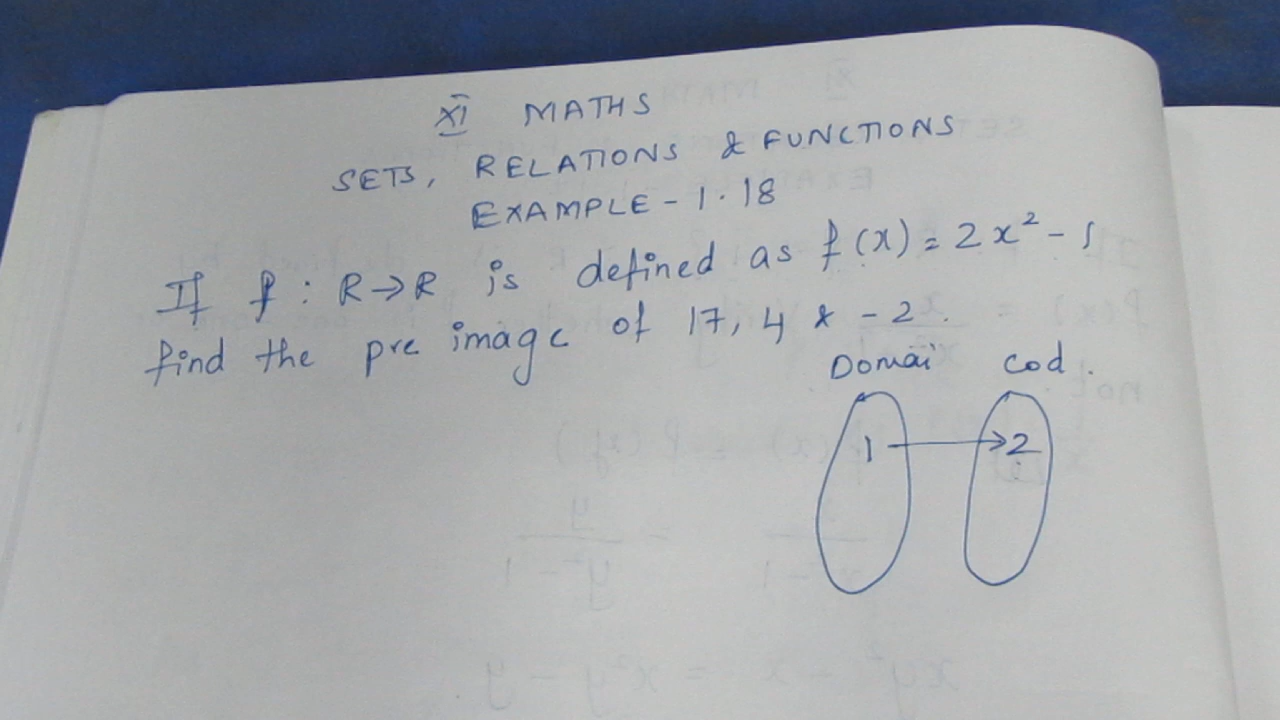 XI MATHS
SETS, RELATIONS & FUNCTIONS
EXAMPLE - 1.18
If f : R→R is defined as f(x) = 2x² - 1
find the pre image of 17, 4 & -2.
Domai Cod.
1 → 2